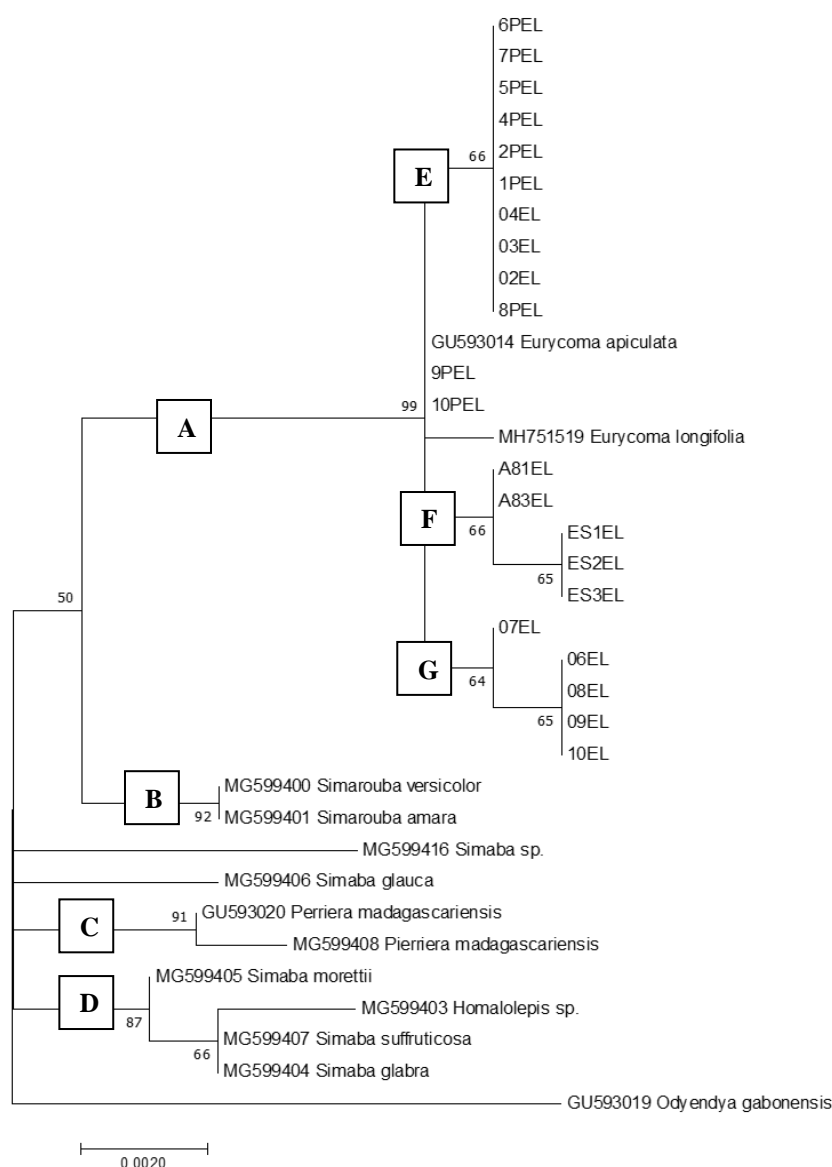 6PEL
7PEL
5PEL
4PEL
2PEL
66
E
1PEL
04EL
03EL
02EL
8PEL
GU593014 Eurycoma apiculata
9PEL
99
10PEL
A
MH751519 Eurycoma longifolia
A81EL
A83EL
F
66
ES1EL
ES2EL
65
ES3EL
50
07EL
06EL
G
64
08EL
65
09EL
10EL
MG599400 Simarouba versicolor
B
92
MG599401 Simarouba amara
MG599416 Simaba sp.
MG599406 Simaba glauca
91
GU593020 Perriera madagascariensis
C
MG599408 Pierriera madagascariensis
MG599405 Simaba morettii
D
87
MG599403 Homalolepis sp.
MG599407 Simaba suffruticosa
66
MG599404 Simaba glabra
GU593019 Odyendya gabonensis
0.0020